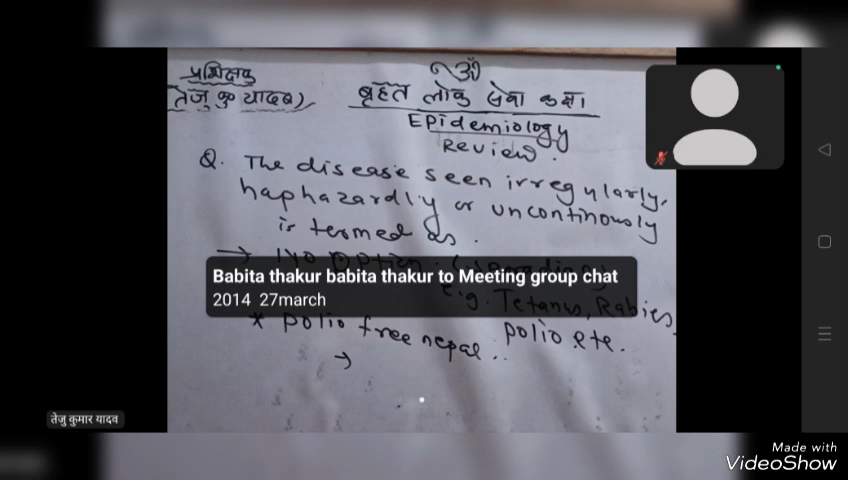 ॐ
प्रशिक्षक
तेजु कु यादव)
बृहत लोक सेवा कक्षा
Epidemiology
Review.
Q. The disease seen irregularly,
haphazardly or uncontinously
is termed as.
→
Babita thakur babita thakur to Meeting group chat
2014 27march
e.g. Tetanus, Rabies,
polio ete.
* Polio free nepal..
→
तेजु कुमार यादव
Made with
VideoShow